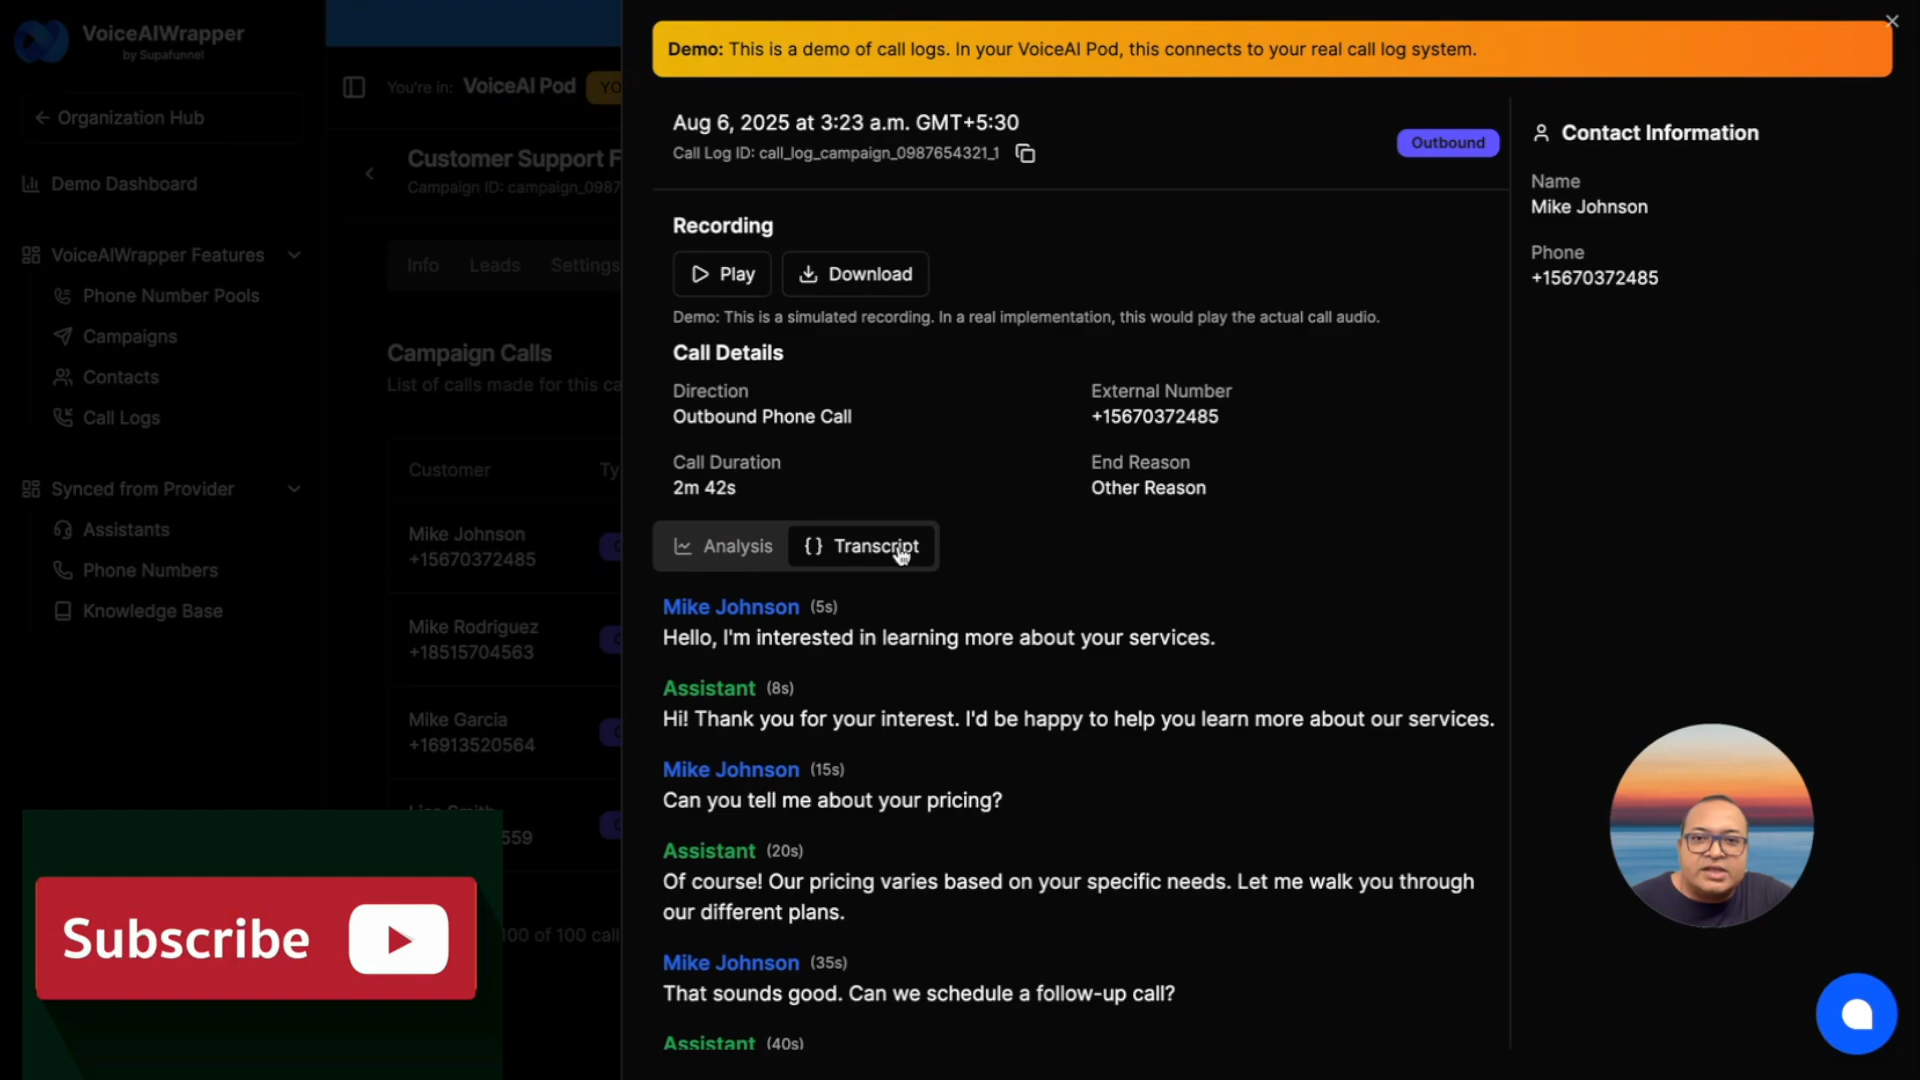 VoiceAIWrapper
by Supafunnel
Organization Hub
Demo Dashboard
VoiceAIWrapper Features
Phone Number Pools
Campaigns
Contacts
Call Logs
Synced from Provider
Assistants
Phone Numbers
Knowledge Base
You're in: VoiceAI Pod YO
Customer Support F
Campaign ID: campaign_0987
Info Leads Settings
Campaign Calls
List of calls made for this ca
Customer Ty
Mike Johnson
+15670372485
Mike Rodriguez
+18515704563
Mike Garcia
+16913520564
559
100 of 100 call
Subscribe
Demo: This is a demo of call logs. In your VoiceAI Pod, this connects to your real call log system.
Aug 6, 2025 at 3:23 a.m. GMT+5:30
Call Log ID: call_log_campaign_0987654321_1
Outbound
Recording
Play Download
Demo: This is a simulated recording. In a real implementation, this would play the actual call audio.
Call Details
Direction External Number
Outbound Phone Call +15670372485
Call Duration End Reason
2m 42s Other Reason
Analysis {} Transcript
Mike Johnson (5s)
Hello, I'm interested in learning more about your services.
Assistant (8s)
Hi! Thank you for your interest. I'd be happy to help you learn more about our services.
Mike Johnson (15s)
Can you tell me about your pricing?
Assistant (20s)
Of course! Our pricing varies based on your specific needs. Let me walk you through
our different plans.
Mike Johnson (35s)
That sounds good. Can we schedule a follow-up call?
Assistant (40s)
Contact Information
Name
Mike Johnson
Phone
+15670372485